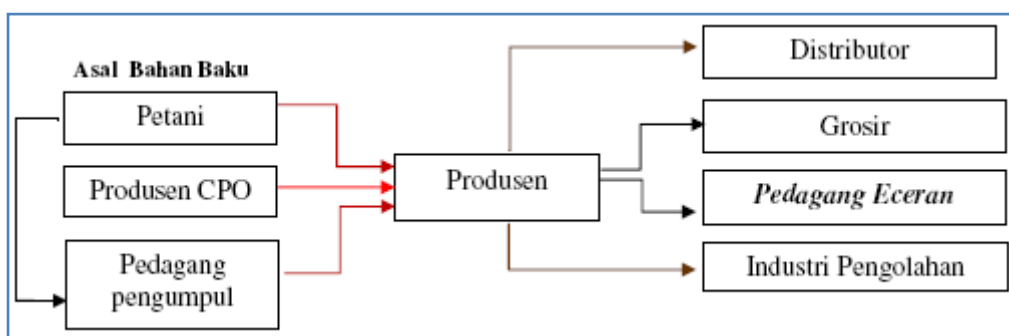 Asal Bahan Baku
Petani
Produsen CPO
Pedagang
pengumpul
Produsen
Distributor
Grosir
Pedagang Eceran
Industri Pengolahan